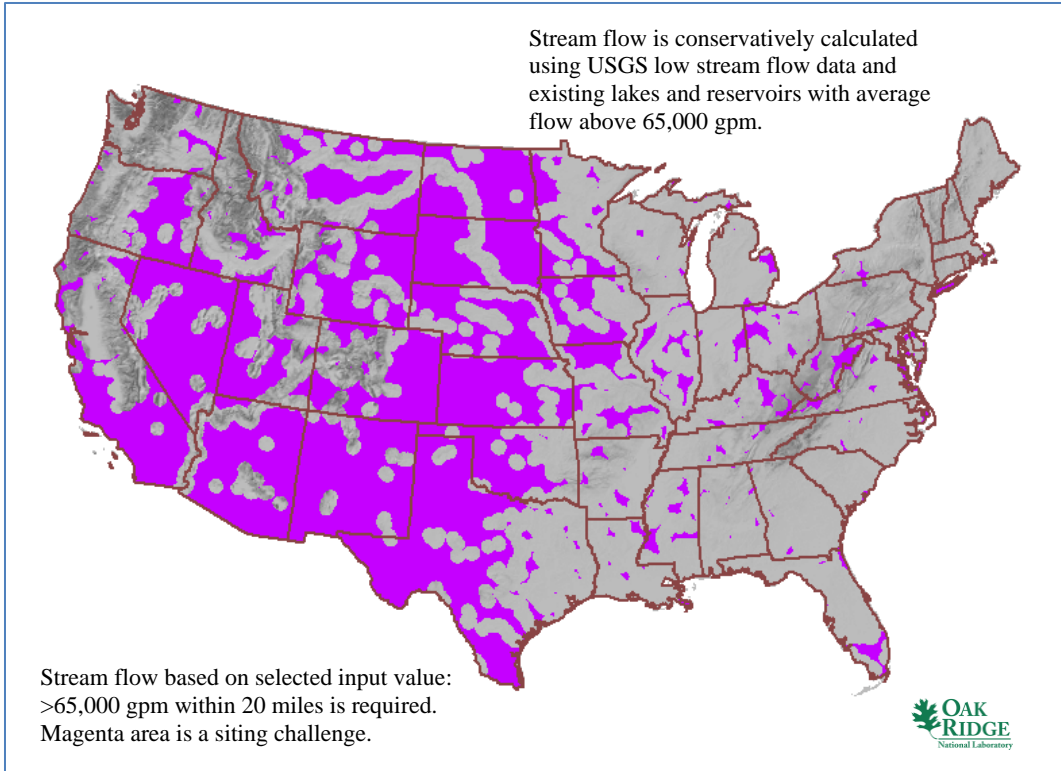 Stream flow is conservatively calculated
using USGS low stream flow data and
existing lakes and reservoirs with average
flow above 65,000 gpm.
Stream flow based on selected input value:
>65,000 gpm within 20 miles is required.
Magenta area is a siting challenge.
OAK
RIDGE
National Laboratory